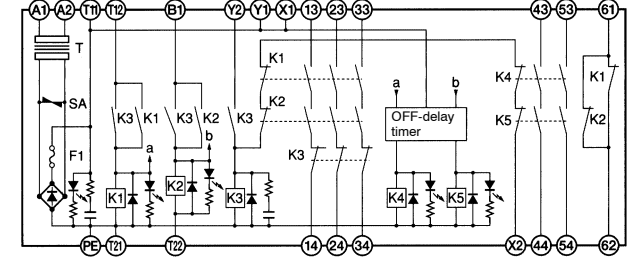 A1 A2 T11 T12 B1 Y2 Y1 X1 13 23 33 43 53 61
T
K1
a b
K4 K1
SA
K3 K1 K3 K2 K3 K2
OFF-delay
timer
K5 K2
a b
F1
K3
K1 K2 K3 K4 K5
PE T21 T22 14 24 34 X2 44 54 62